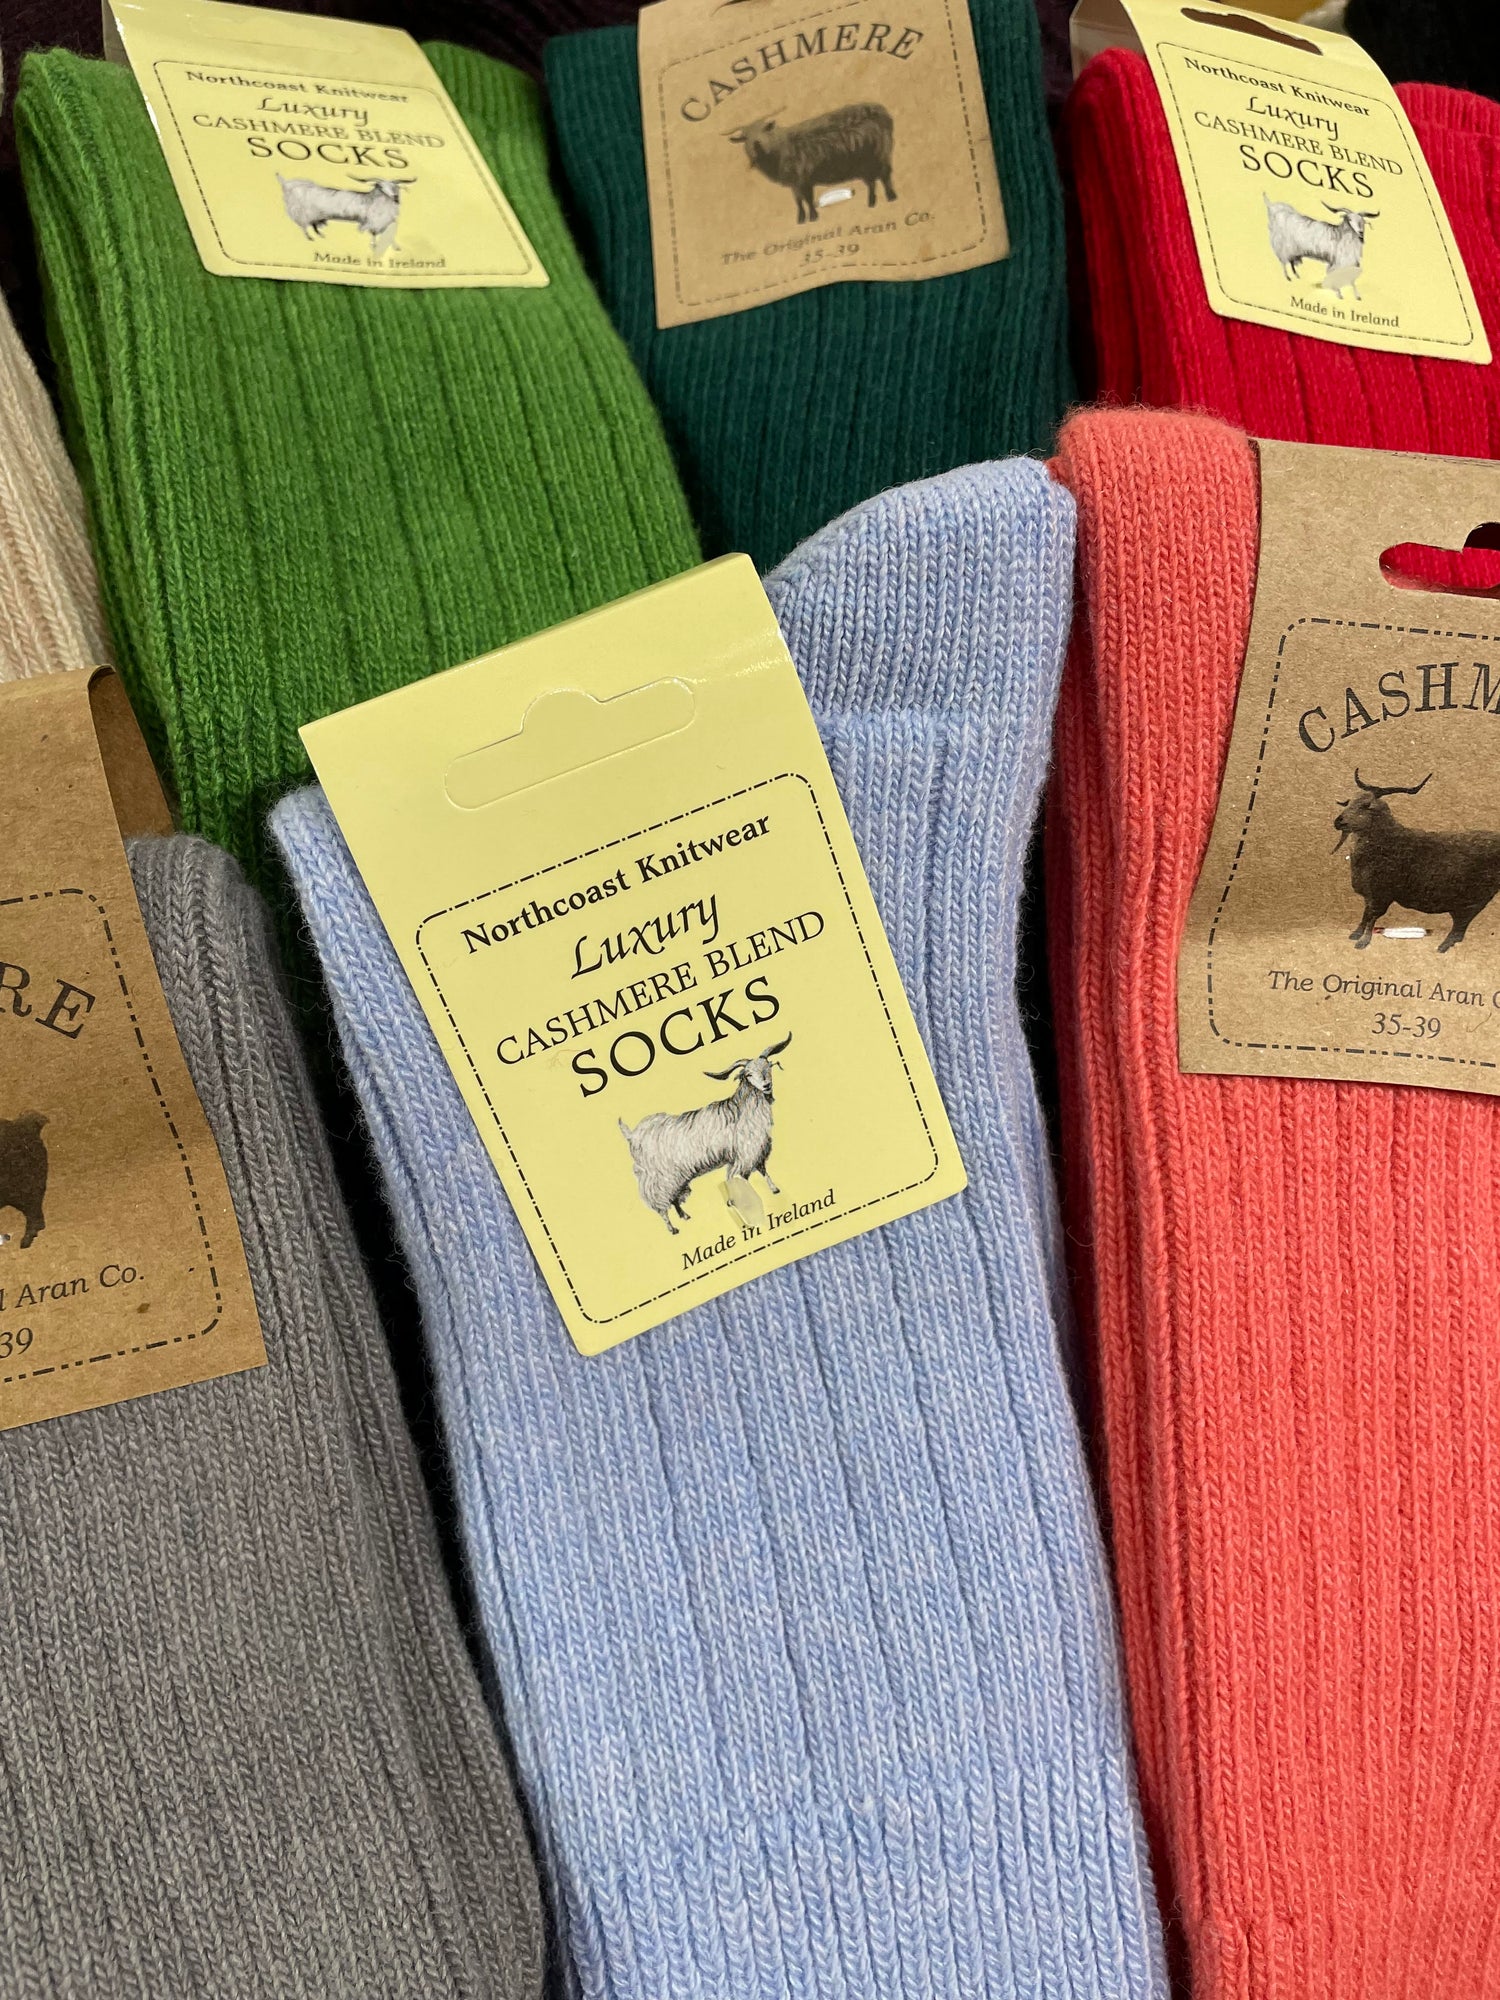 Northcoast Knitwear
Luxury
CASHMERE BLEND
SOCKS
Made in Ireland
CASHMERE
The Original Aran Co.
35-39
Northcoast Knitwear
Luxury
CASHMERE BLEND
SOCKS
Made in Ireland
Northcoast Knitwear
Luxury
CASHMERE BLEND
SOCKS
Made in Ireland
CASHM
The Original Aran
35-39
RE
Aran Co.
39